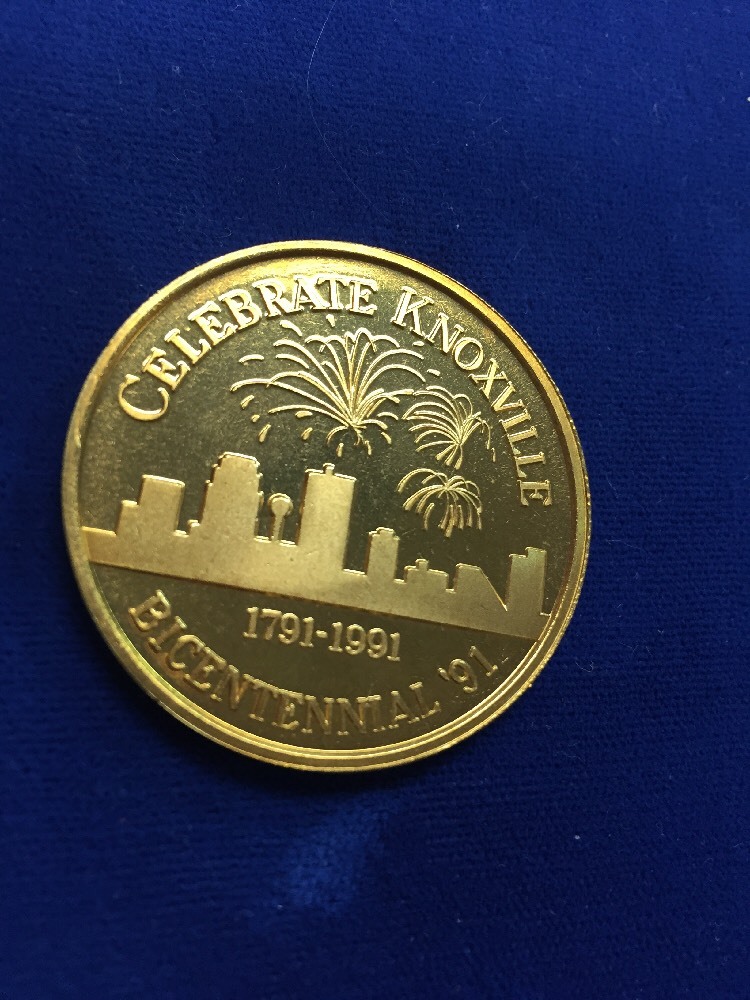 CELEBRATE KNOXVILLE
1791-1991
BICENTENNIAL '91